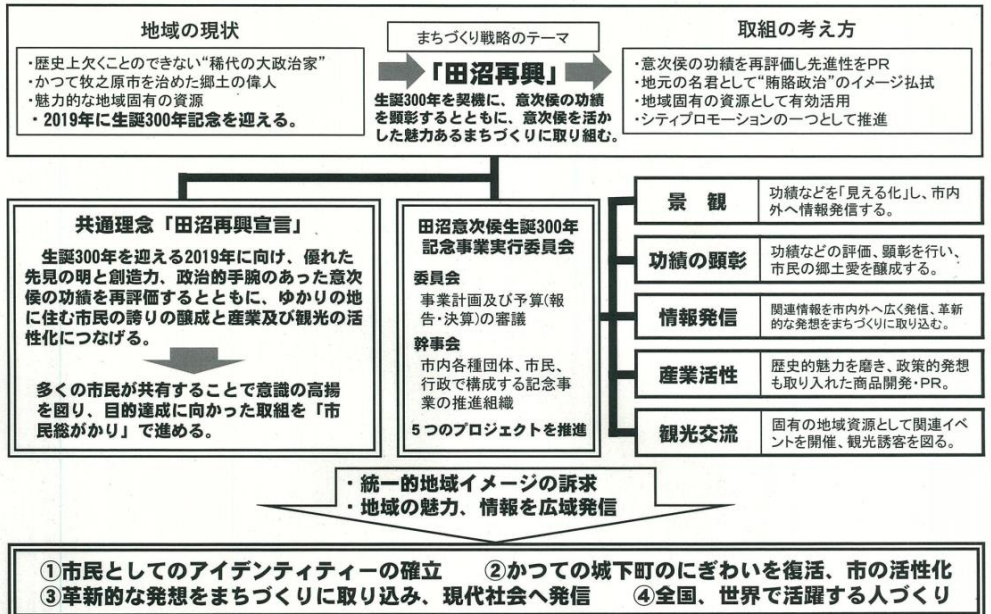 地域の現状
・歴史上欠くことのできない“稀代の大政治家”
・かつて牧之原市を治めた郷土の偉人
・魅力的な地域固有の資源
・2019年に生誕300年記念を迎える。
まちづくり戦略のテーマ
「田沼再興」
生誕300年を契機に、意次侯の功績
を顕彰するとともに、意次侯を活か
した魅力あるまちづくりに取り組む。
取組の考え方
・意次侯の功績を再評価し先進性をPR
・地元の名君として“賄賂政治”のイメージ払拭
・地域固有の資源として有効活用
・シティプロモーションの一つとして推進
共通理念「田沼再興宣言」
生誕300年を迎える2019年に向け、優れた
先見の明と創造力、政治的手腕のあった意次
侯の功績を再評価するとともに、ゆかりの地
に住む市民の誇りの醸成と産業及び観光の活
性化につなげる。
多くの市民が共有することで意識の高揚
を図り、目的達成に向かった取組を「市
民総がかり」で進める。
田沼意次侯生誕300年
記念事業実行委員会
委員会
事業計画及び予算(報
告・決算)の審議
幹事会
市内各種団体、市民、
行政で構成する記念事
業の推進組織
5つのプロジェクトを推進
景 観
功績などを「見える化」し、市内
外へ情報発信する。
功績の顕彰
功績などの評価、顕彰を行い、
市民の郷土愛を醸成する。
情報発信
関連情報を市内外へ広く発信、革新
的な発想をまちづくりに取り込む。
産業活性
歴史的魅力を磨き、政策的発想
も取り入れた商品開発・PR。
観光交流
固有の地域資源として関連イベ
ントを開催、観光誘客を図る。
・統一的地域イメージの訴求
・地域の魅力、情報を広域発信
①市民としてのアイデンティティーの確立 ②かつての城下町のにぎわいを復活、市の活性化
③革新的な発想をまちづくりに取り込み、現代社会へ発信 ④全国、世界で活躍する人づくり